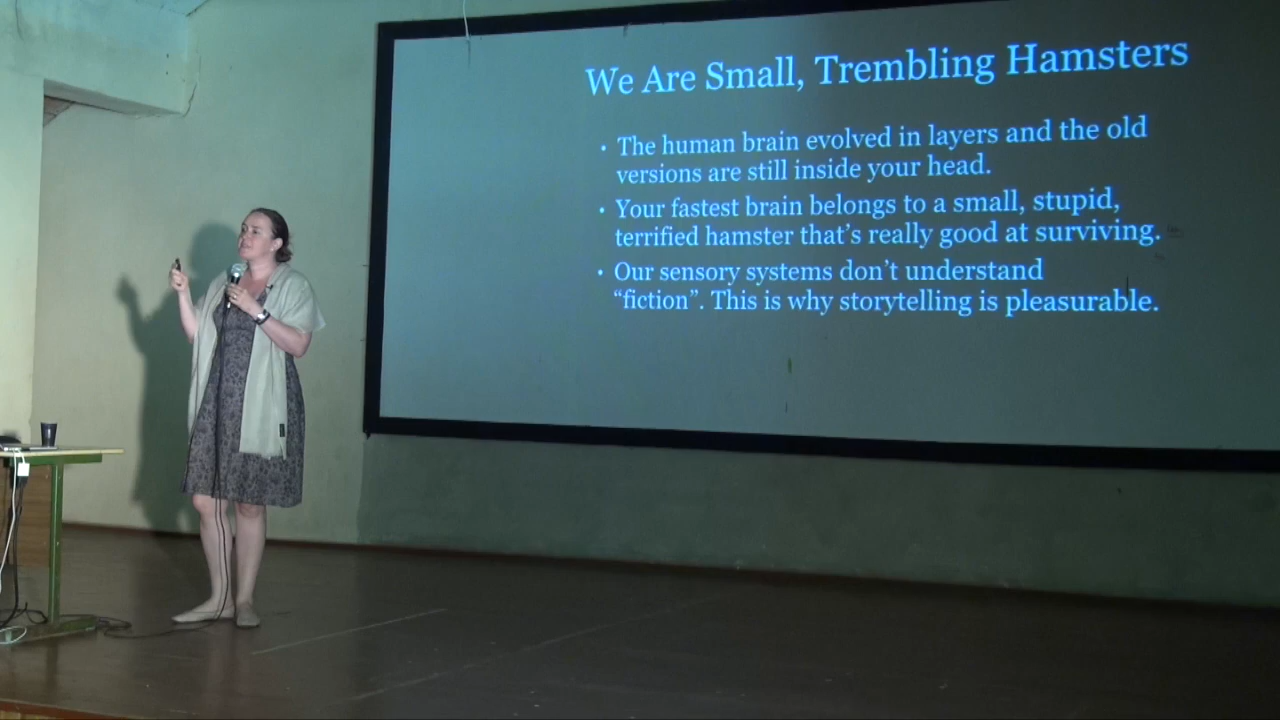 We Are Small, Trembling Hamsters
• The human brain evolved in layers and the old
versions are still inside your head.
• Your fastest brain belongs to a small, stupid,
terrified hamster that’s really good at surviving.
• Our sensory systems don’t understand
“fiction”. This is why storytelling is pleasurable.